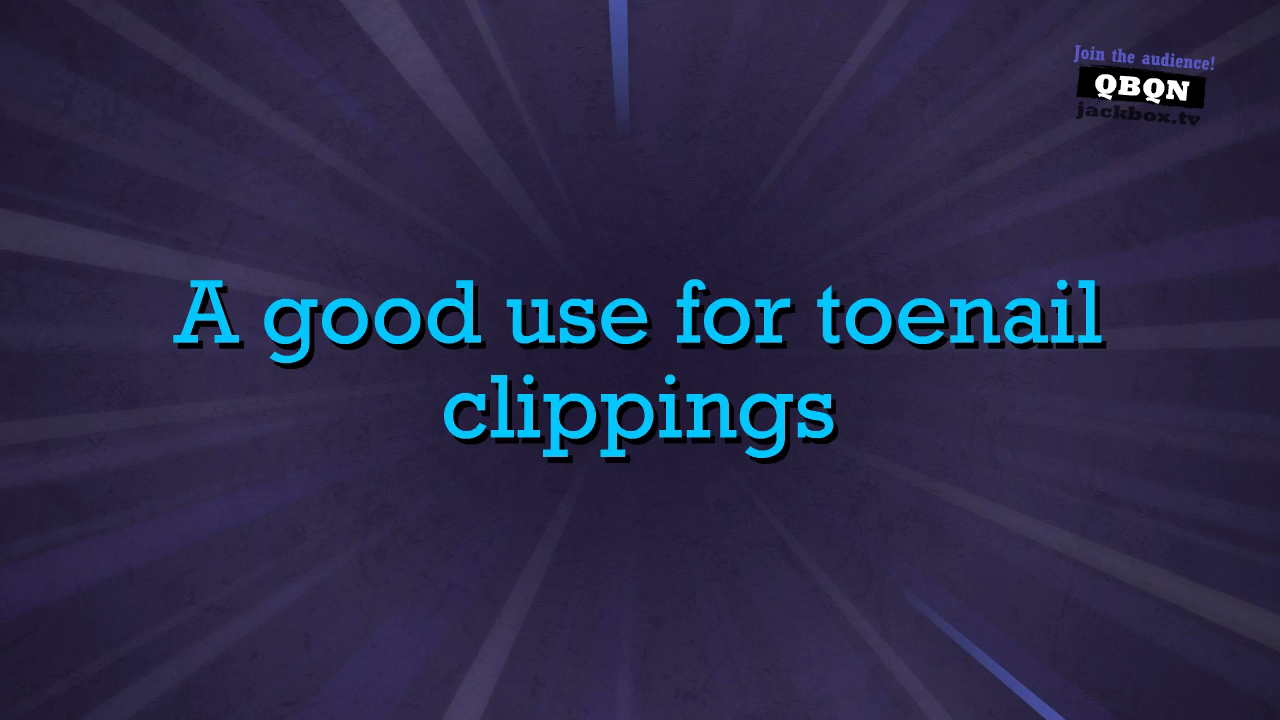 Join the audience!
QBQN
jackbox.tv
A good use for toenail
clippings